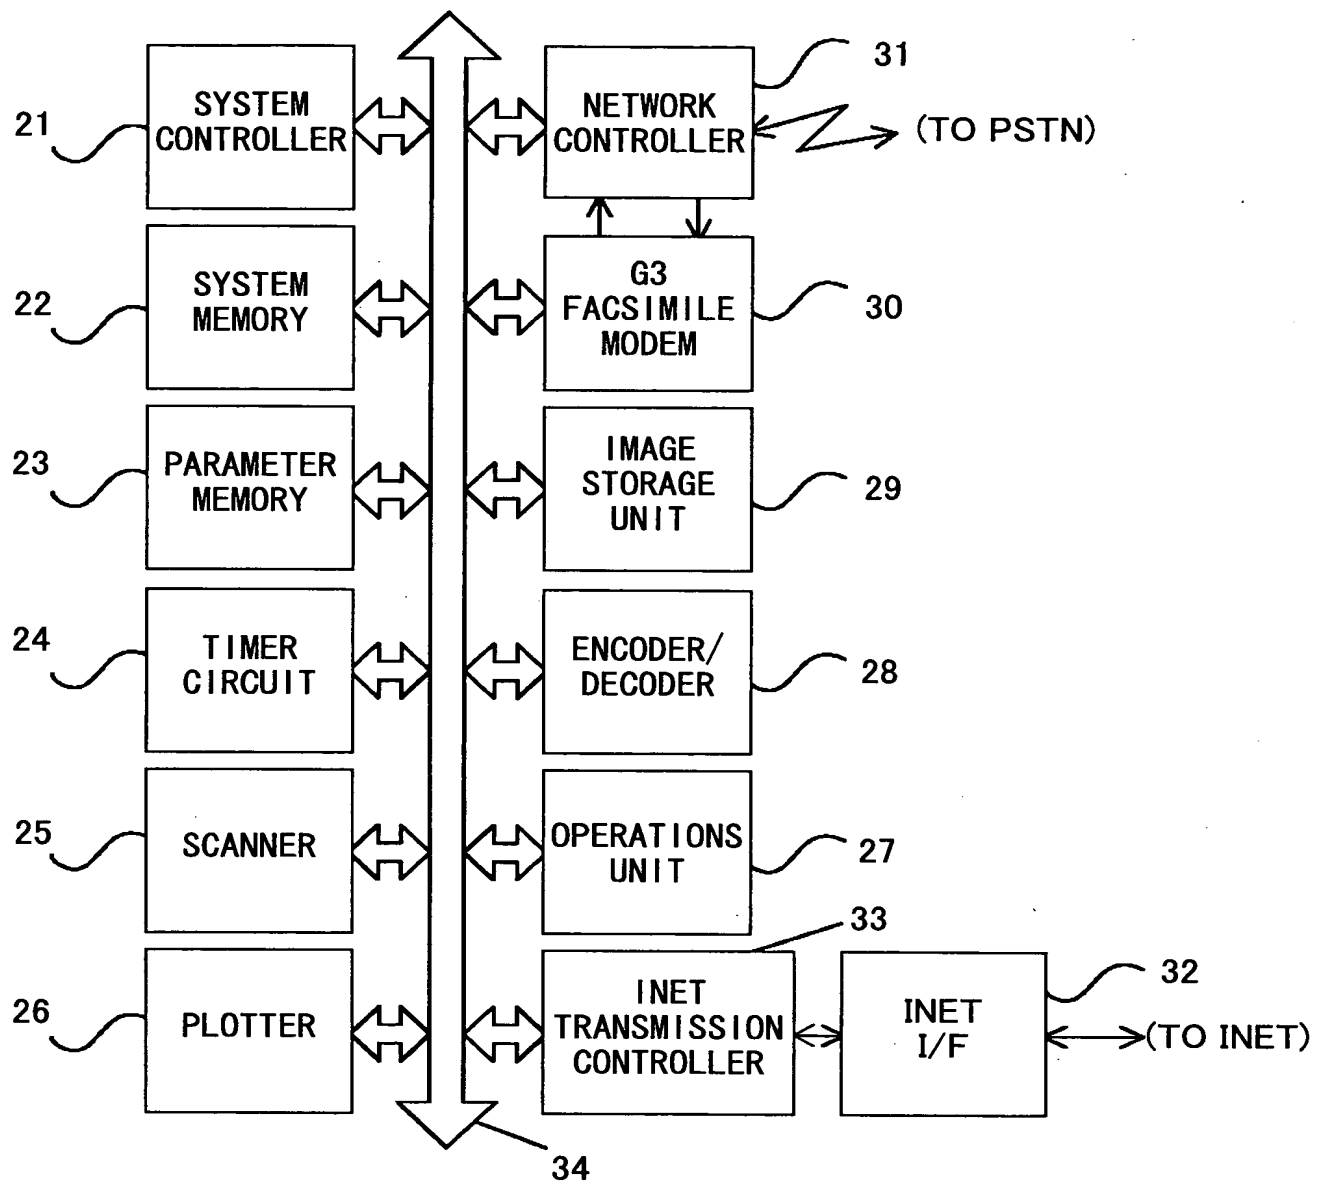 21
SYSTEM
CONTROLLER
NETWORK
CONTROLLER
31
(TO PSTN)
22
SYSTEM
MEMORY
G3
FACSIMILE
MODEM
30
23
PARAMETER
MEMORY
IMAGE
STORAGE
UNIT
29
24
TIMER
CIRCUIT
ENCODER/
DECODER
28
25
SCANNER
OPERATIONS
UNIT
27
26
PLOTTER
33
INET
TRANSMISSION
CONTROLLER
INET
I/F
32
(TO INET)
34